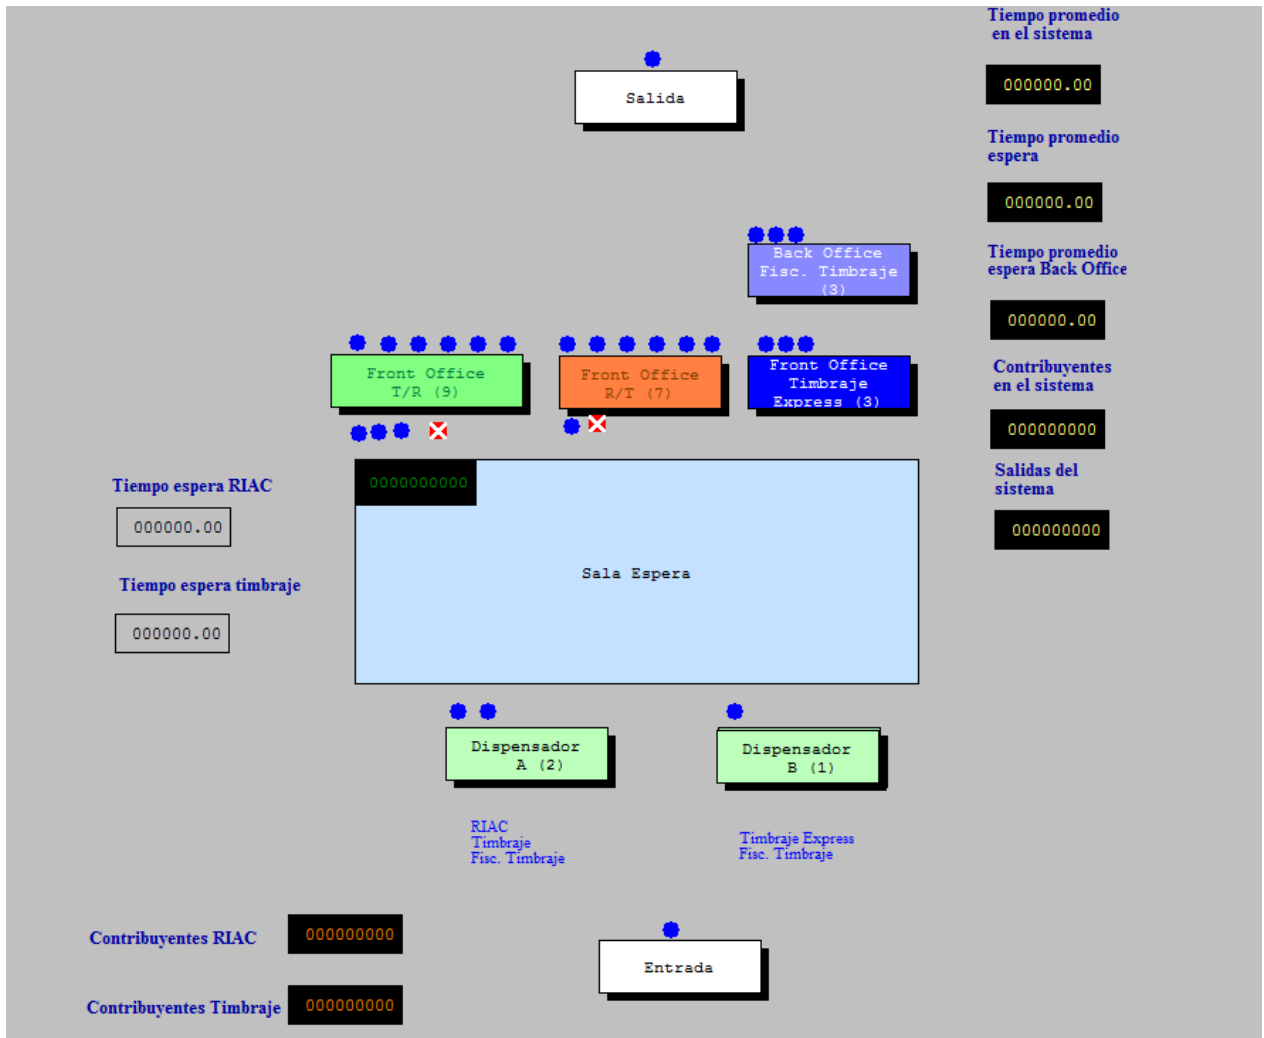 Tiempo promedio
en el sistema
000000.00
Salida
Tiempo promedio
espera
000000.00
Back Office
Fisc. Timbraje
(3)
Tiempo promedio
espera Back Office
000000.00
Front Office
T/R (9)
Front Office
R/T (7)
Front Office
Timbraje
Express (3)
Contribuyentes
en el sistema
000000000
Tiempo espera RIAC
000000.00
0000000000
Salidas del
sistema
000000000
Sala Espera
Tiempo espera timbraje
000000.00
Dispensador
A (2)
Dispensador
B (1)
RIAC
Timbraje
Fisc. Timbraje
Timbraje Express
Fisc. Timbraje
Contribuyentes RIAC
000000000
Entrada
Contribuyentes Timbraje
000000000